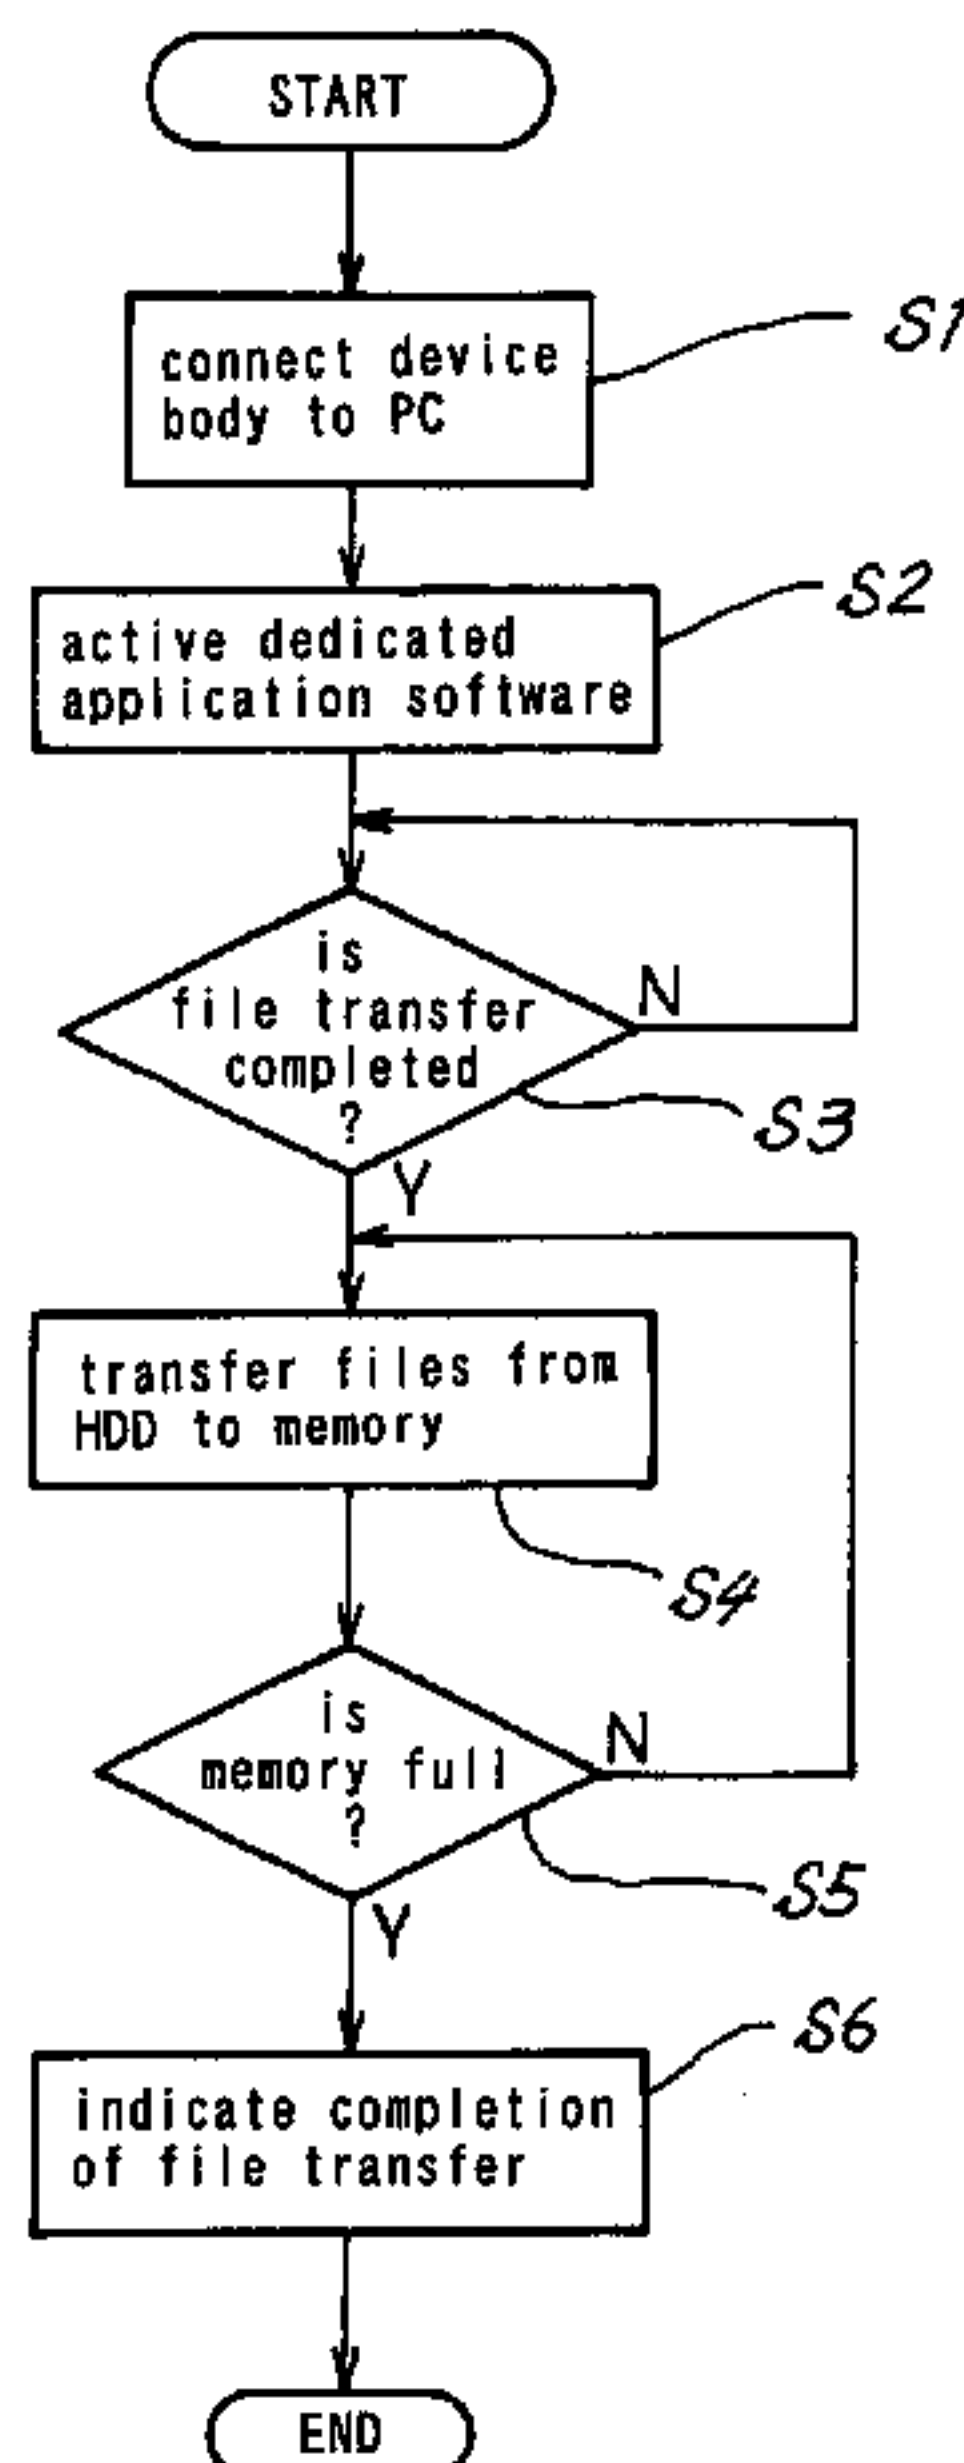 START
connect device
body to PC
S1
active dedicated
application software
S2
is
file transfer
completed
?
N
S3
Y
transfer files from
HDD to memory
S4
is
memory full
?
N
S5
Y
S6
indicate completion
of file transfer
END